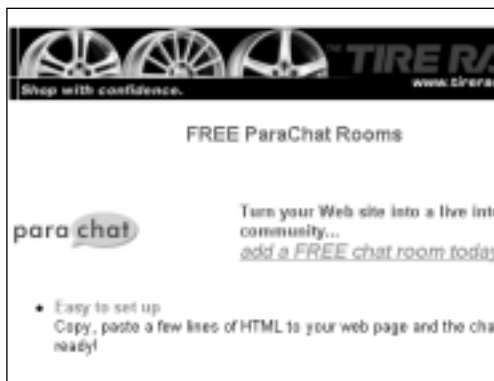 TIRE RA
Shop with confidence.
www.tirera
FREE ParaChat Rooms
para chat
Turn your Web site into a live int
community...
add a FREE chat room today
Easy to set up
Copy, paste a few lines of HTML to your web page and the cha
ready!